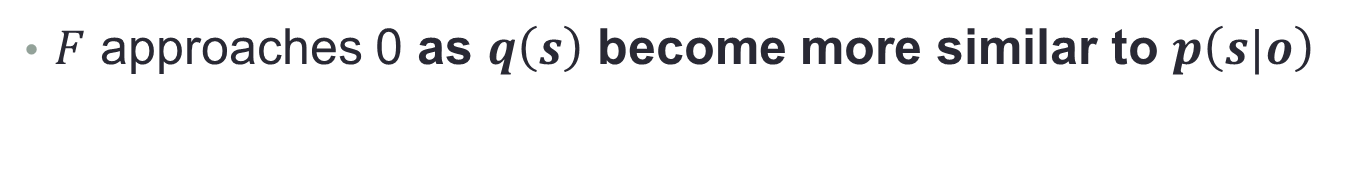 • F approaches 0 as q(s) become more similar to p(s|o)